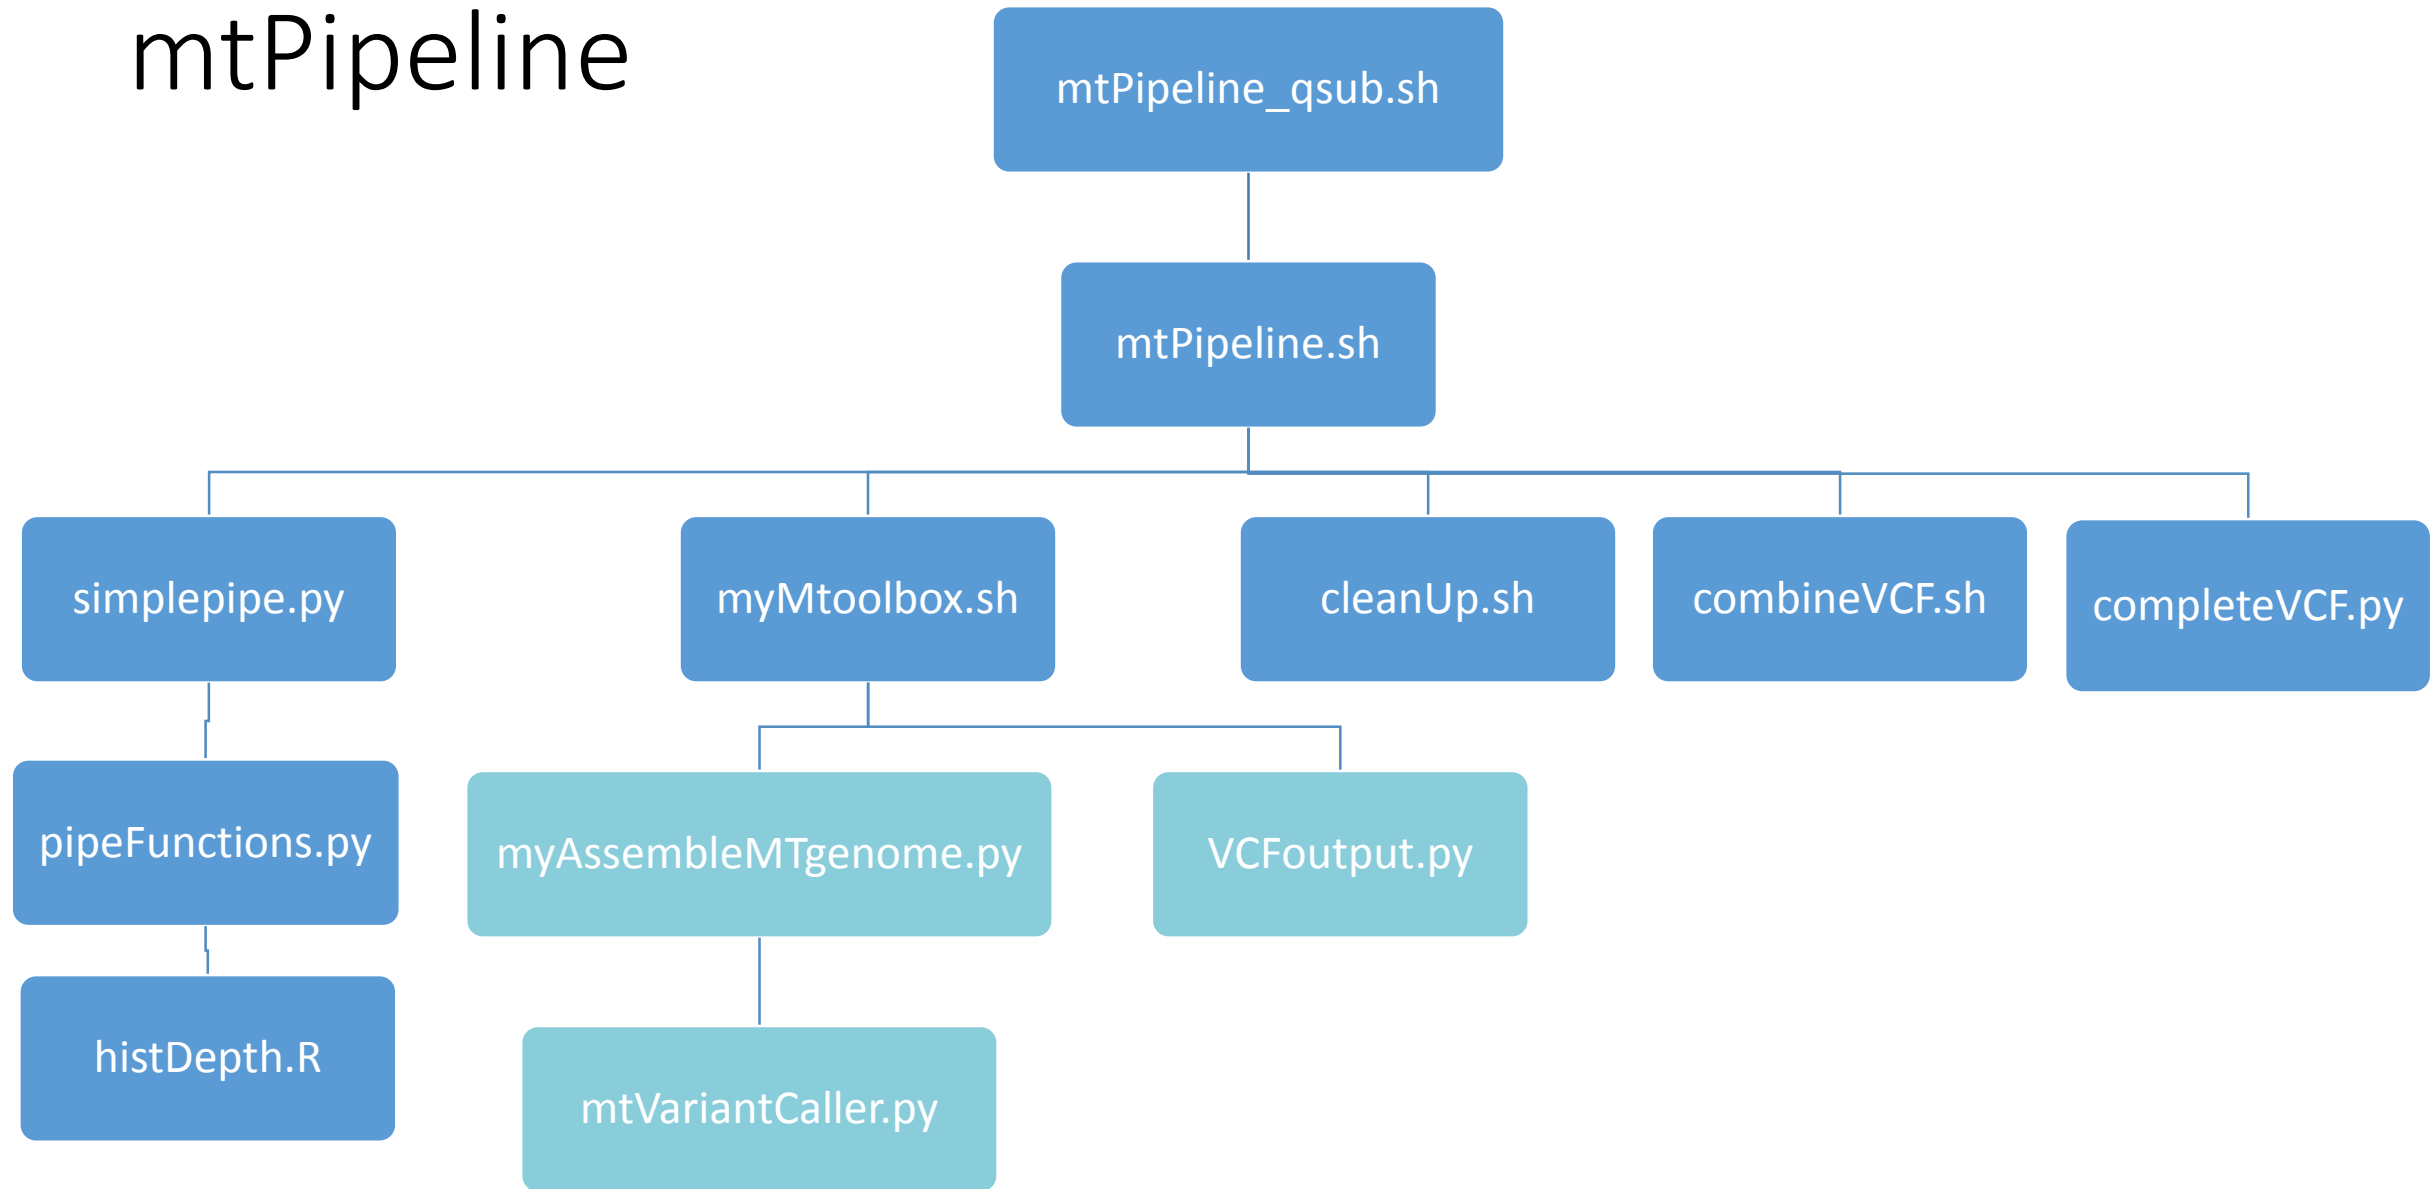 mtPipeline
mtPipeline_qsub.sh
mtPipeline.sh
simplepipe.py
myMtoolbox.sh
cleanUp.sh
combineVCF.sh
completeVCF.py
pipeFunctions.py
myAssembleMTgenome.py
VCFoutput.py
histDepth.R
mtVariantCaller.py